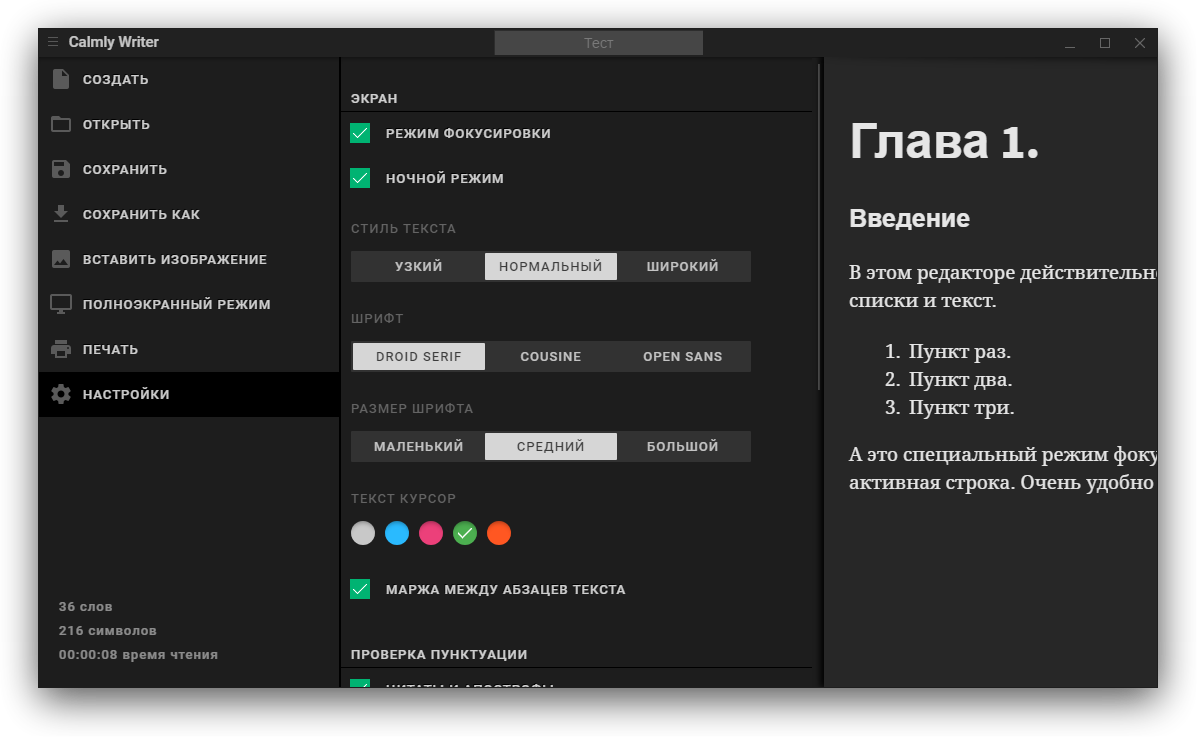 Calmly Writer
Тест
СОЗДАТЬ
ОТКРЫТЬ
СОХРАНИТЬ
СОХРАНИТЬ КАК
ВСТАВИТЬ ИЗОБРАЖЕНИЕ
ПОЛНОЭКРАННЫЙ РЕЖИМ
ПЕЧАТЬ
НАСТРОЙКИ
36 слов
216 символов
00:00:08 время чтения
ЭКРАН
РЕЖИМ ФОКУСИРОВКИ
НОЧНОЙ РЕЖИМ
СТИЛЬ ТЕКСТА
УЗКИЙ НОРМАЛЬНЫЙ ШИРОКИЙ
ШРИФТ
DROID SERIF COUSINE OPEN SANS
РАЗМЕР ШРИФТА
МАЛЕНЬКИЙ СРЕДНИЙ БОЛЬШОЙ
ТЕКСТ КУРСОР
МАРЖА МЕЖДУ АБЗАЦЕВ ТЕКСТА
ПРОВЕРКА ПУНКТУАЦИИ
ЦИТАТЫ И АПОСТРОФЫ
Глава 1.
Введение
В этом редакторе действительн
списки и текст.
1. Пункт раз.
2. Пункт два.
3. Пункт три.
А это специальный режим фоку
активная строка. Очень удобно